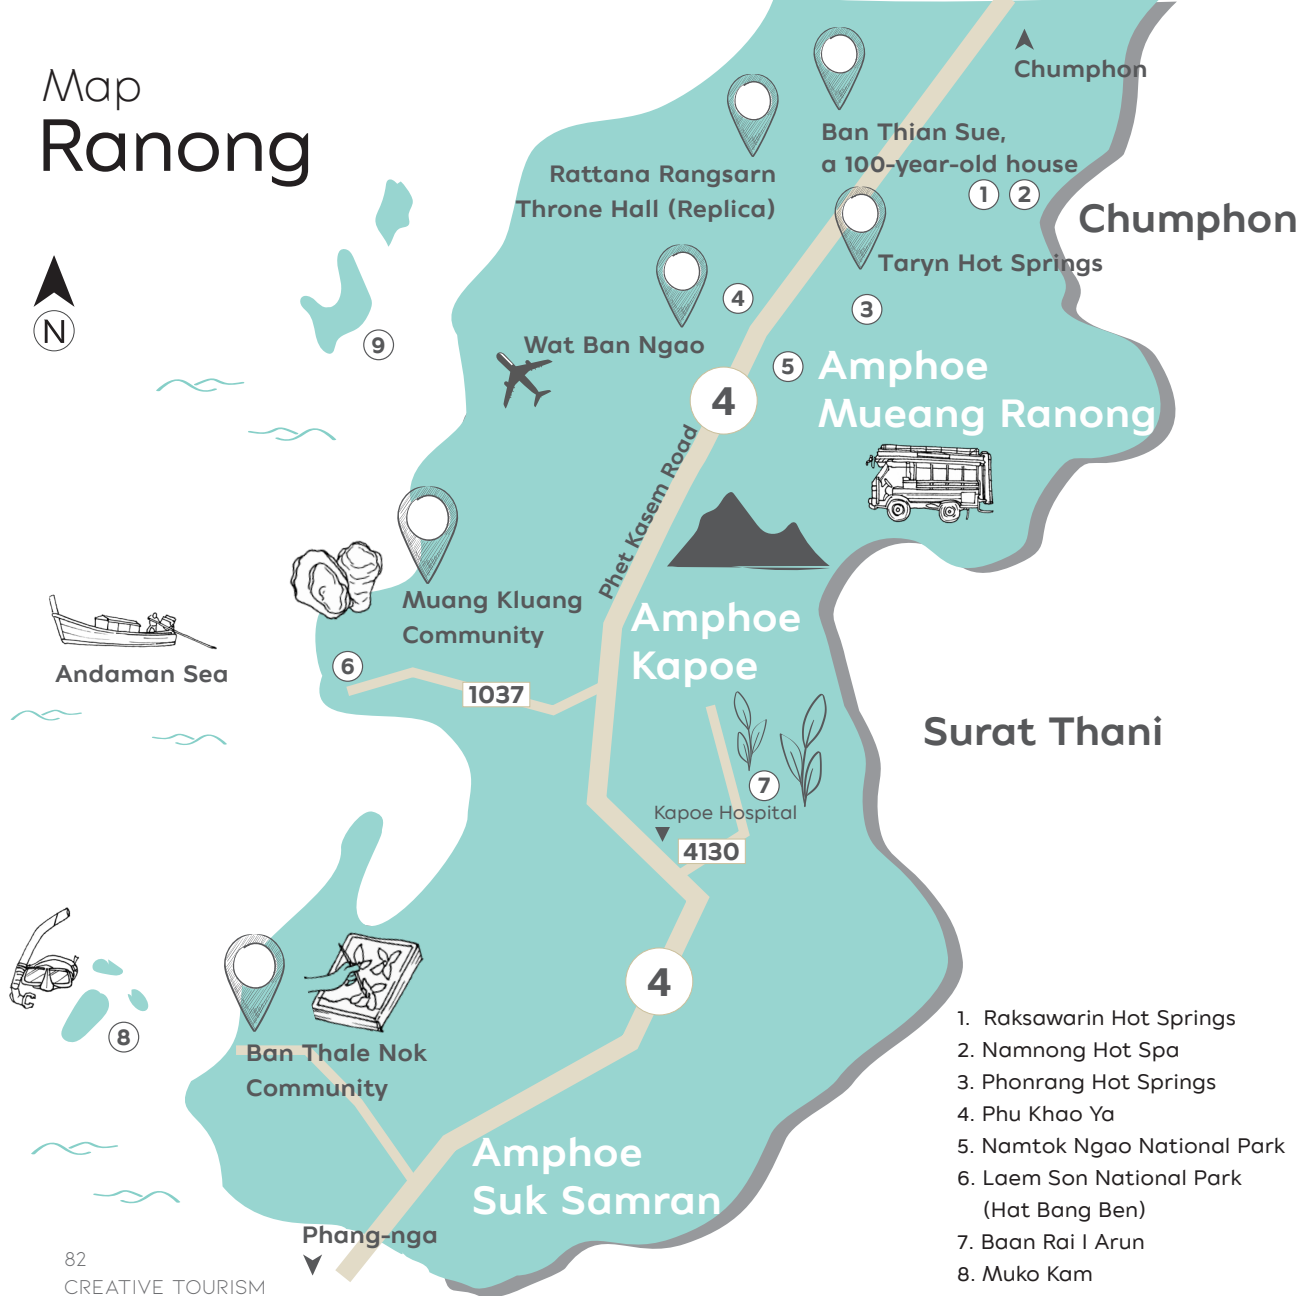 Map
Ranong
Chumphon
Ban Thian Sue,
a 100-year-old house
Rattana Rangsarn
Throne Hall (Replica)
1 2
Chumphon
Taryn Hot Springs
4
3
N
9
Wat Ban Ngao
5
Amphoe
Mueang Ranong
4
Phet Kasem Road
Muang Kluang
Community
Amphoe
Kapoe
Andaman Sea
6
1037
Surat Thani
7
Kapoe Hospital
4130
4
8
Ban Thale Nok
Community
Amphoe
Suk Samran
Phang-nga
1. Raksawarin Hot Springs
2. Namnong Hot Spa
3. Phonrang Hot Springs
4. Phu Khao Ya
5. Namtok Ngao National Park
6. Laem Son National Park
(Hat Bang Ben)
7. Baan Rai I Arun
8. Muko Kam
82
CREATIVE TOURISM